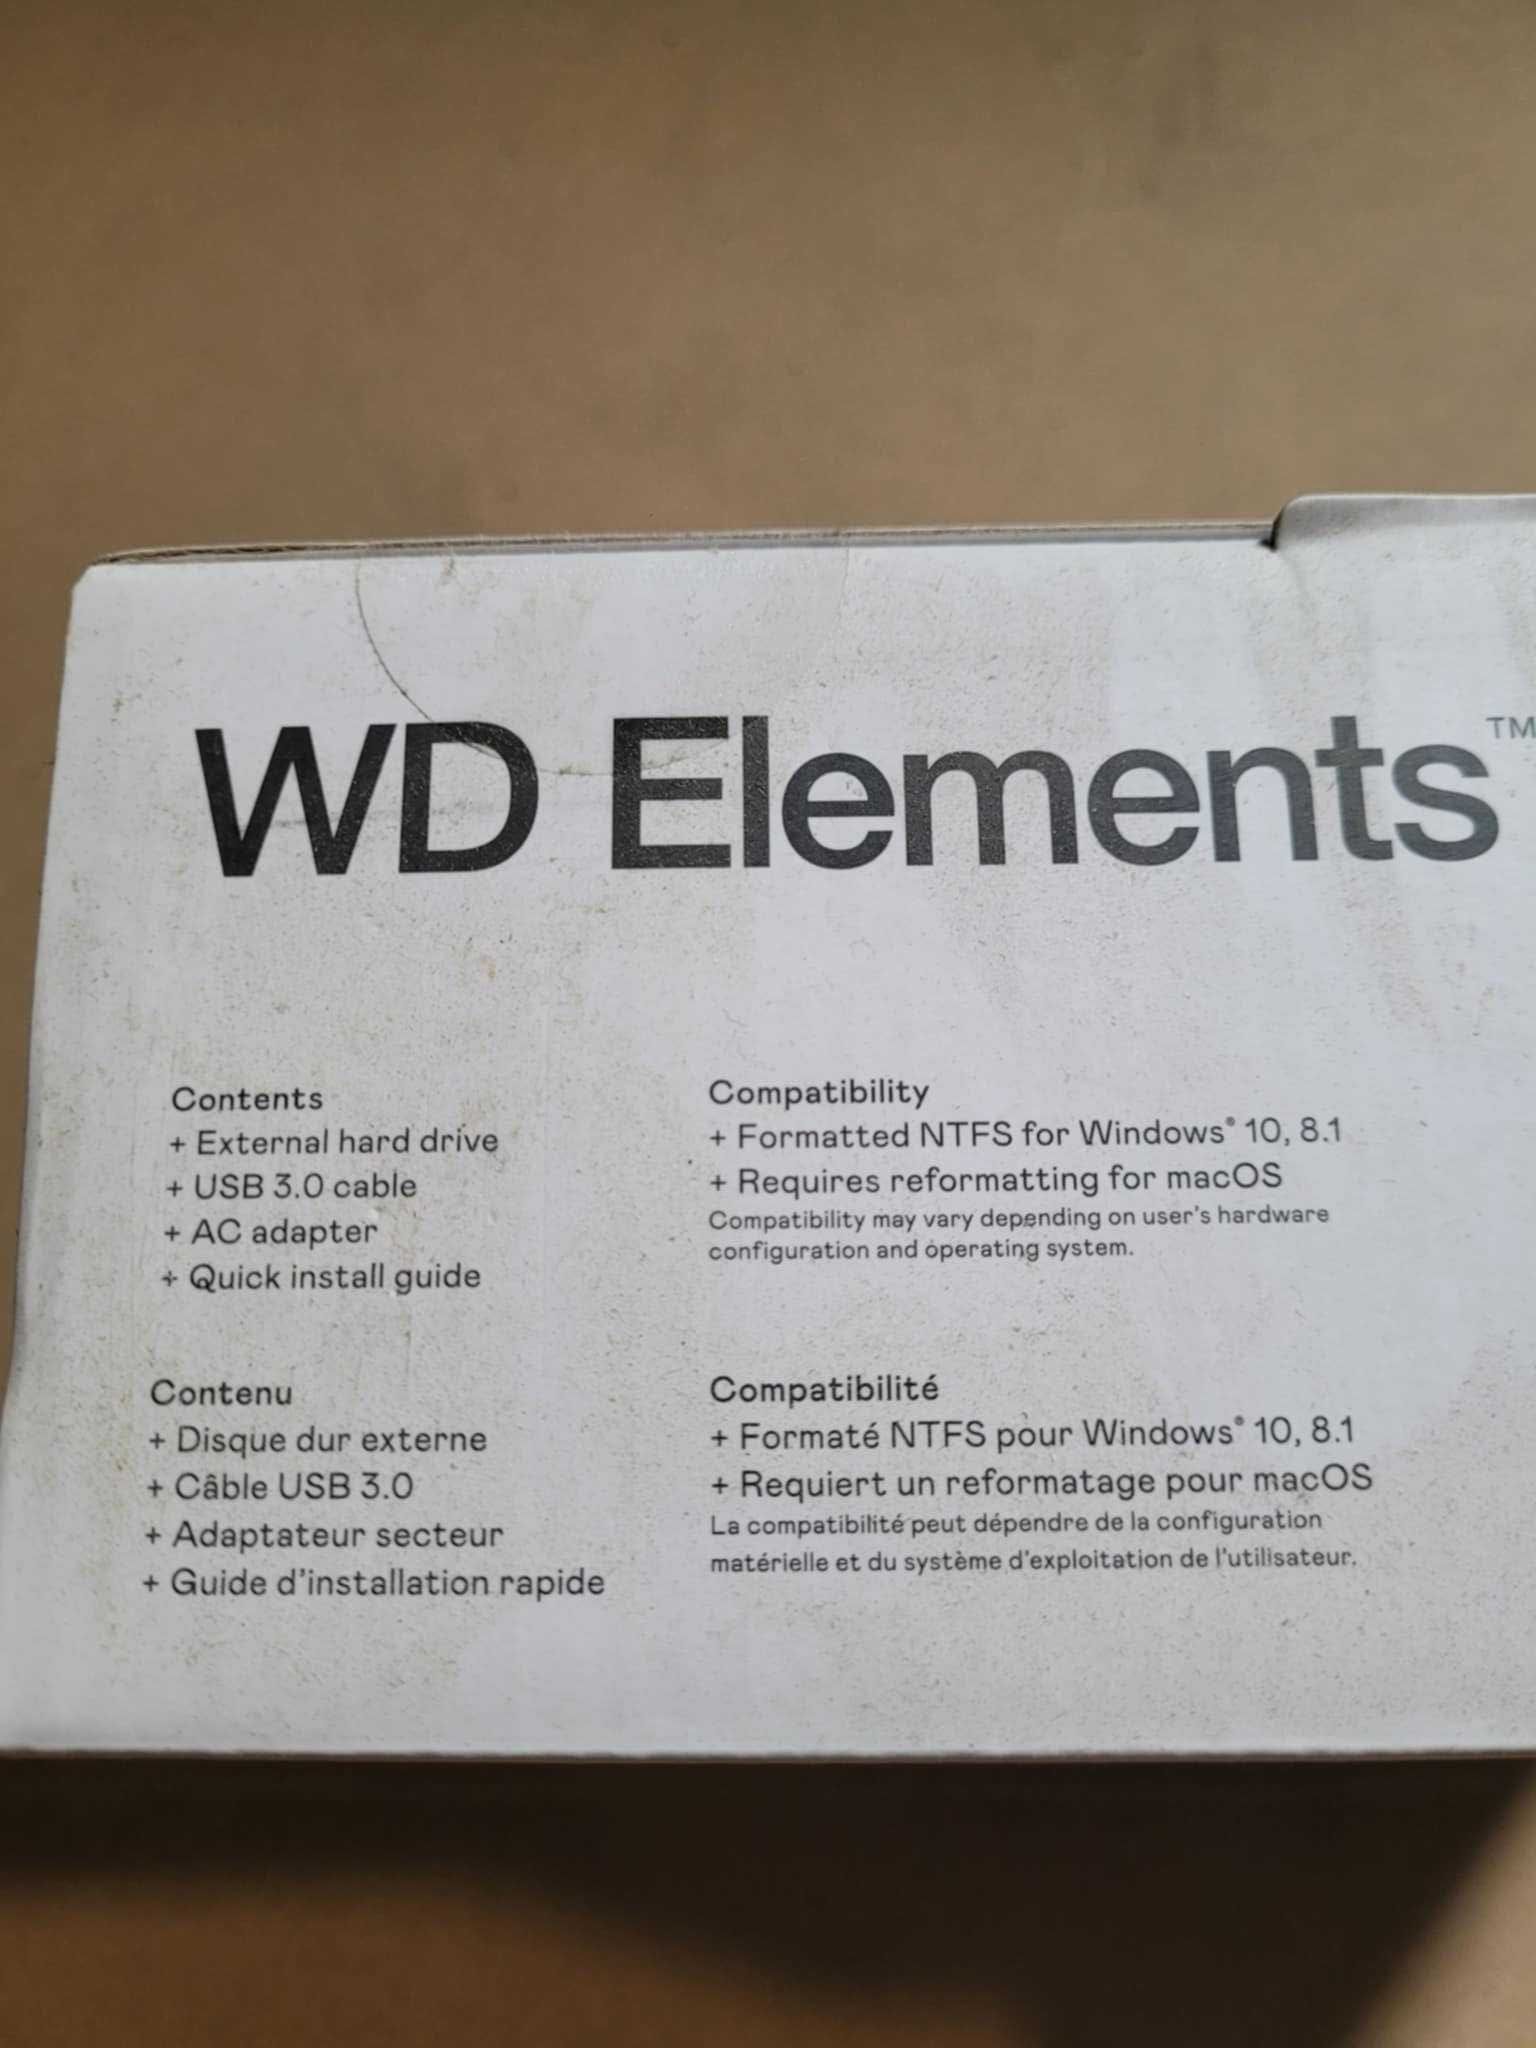 WD Elements™
Contents
+ External hard drive
+ USB 3.0 cable
+ AC adapter
+ Quick install guide
Compatibility
+ Formatted NTFS for Windows® 10, 8.1
+ Requires reformatting for macOS
Compatibility may vary depending on user's hardware
configuration and operating system.
Contenu
+ Disque dur externe
+ Câble USB 3.0
+ Adaptateur secteur
+ Guide d'installation rapide
Compatibilité
+ Formaté NTFS pour Windows® 10, 8.1
+ Requiert un reformatage pour macOS
La compatibilité peut dépendre de la configuration
matérielle et du système d'exploitation de l'utilisateur.